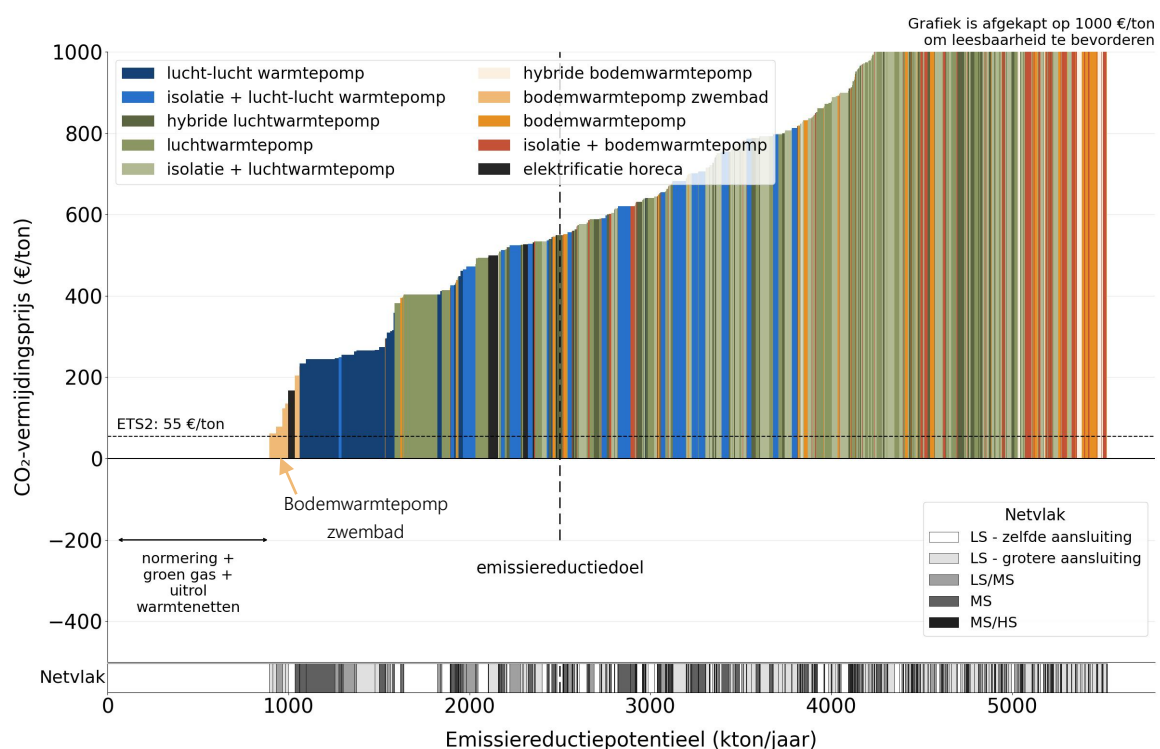 Grafiek is afgekapt op 1000 €/ton
om leesbaarheid te bevorderen
1000
800
600
400
200
0
−200
−400
CO₂-vermijdingsprijs (€/ton)
lucht-lucht warmtepomp
isolatie + lucht-lucht warmtepomp
hybride luchtwarmtepomp
luchtwarmtepomp
isolatie + luchtwarmtepomp
hybride bodemwarmtepomp
bodemwarmtepomp zwembad
bodemwarmtepomp
isolatie + bodemwarmtepomp
elektrificatie horeca
ETS2: 55 €/ton
Bodemwarmtepomp
zwembad
normering +
groen gas +
uitrol
warmtenetten
emissiereductiedoel
Netvlak
LS - zelfde aansluiting
LS - grotere aansluiting
LS/MS
MS
MS/HS
Netvlak
0
1000
2000
3000
4000
5000
Emissiereductiepotentieel (kton/jaar)